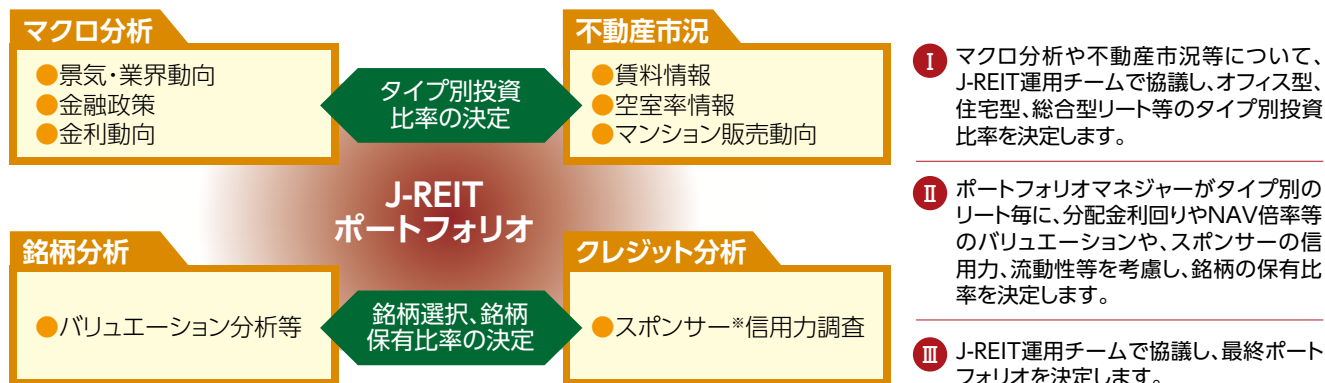 マクロ分析
●景気・業界動向
●金融政策
●金利動向
タイプ別投資
比率の決定
不動産市況
●賃料情報
●空室率情報
●マンション販売動向
J-REIT
ポートフォリオ
銘柄分析
●バリュエーション分析等
銘柄選択、銘柄
保有比率の決定
クレジット分析
●スポンサー※信用力調査
Ⅰ マクロ分析や不動産市況等について、
J-REIT運用チームで協議し、オフィス型、
住宅型、総合型リート等のタイプ別投資
比率を決定します。
Ⅱ ポートフォリオマネジャーがタイプ別の
リート毎に、分配金利回りやNAV倍率等
のバリュエーションや、スポンサーの信
用力、流動性等を考慮し、銘柄の保有比
率を決定します。
Ⅲ J-REIT運用チームで協議し、最終ポート
フォリオを決定します。